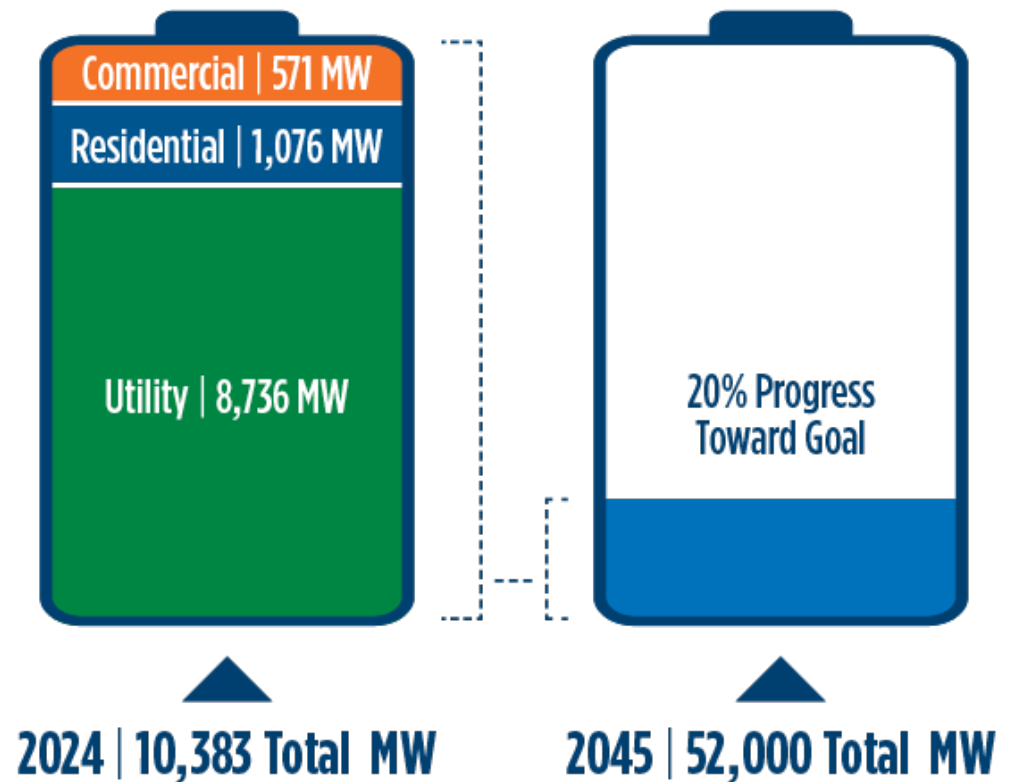 Commercial | 571 MW
Residential | 1,076 MW
Utility | 8,736 MW
20% Progress
Toward Goal
2024 | 10,383 Total MW
2045 | 52,000 Total MW